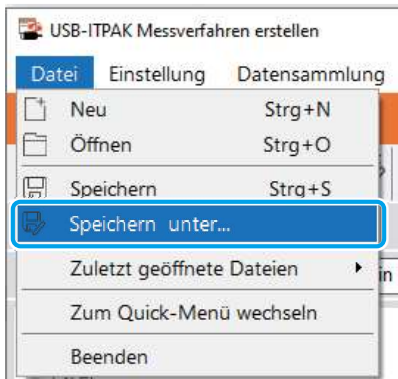 USB-ITPAK Messverfahren erstellen
Datei Einstellung Datensammlung
Neu Strg+N
Öffnen Strg+O
Speichern Strg+S
Speichern unter...
Zuletzt geöffnete Dateien
in
Zum Quick-Menü wechseln
Beenden